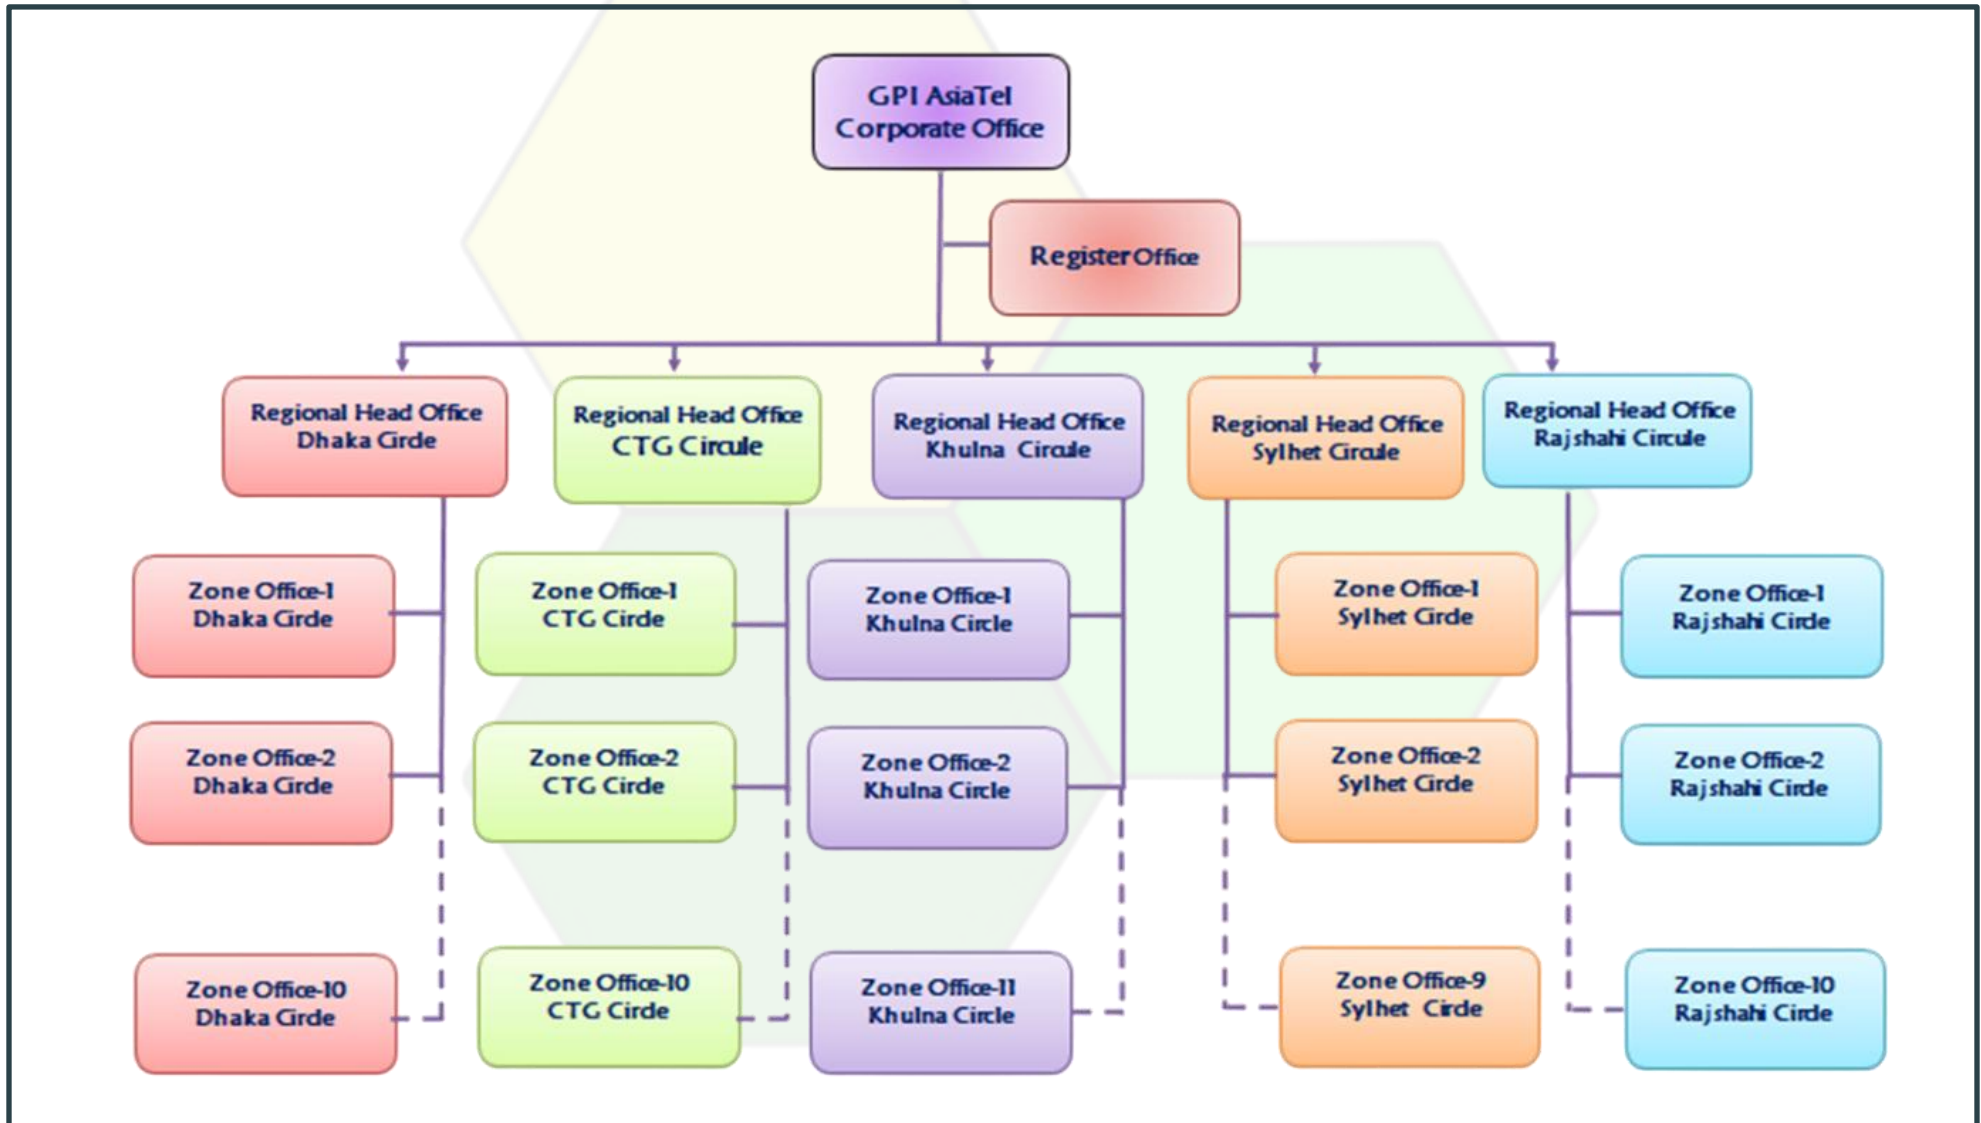 GPI AsiaTel
Corporate Office
Register Office
Regional Head Office
Dhaka Circle
Regional Head Office
CTG Circule
Regional Head Office
Khulna Circule
Regional Head Office
Sylhet Circule
Regional Head Office
Rajshahi Circule
Zone Office-1
Dhaka Circle
Zone Office-1
CTG Circle
Zone Office-1
Khulna Circle
Zone Office-1
Sylhet Circle
Zone Office-1
Rajshahi Circle
Zone Office-2
Dhaka Circle
Zone Office-2
CTG Circle
Zone Office-2
Khulna Circle
Zone Office-2
Sylhet Circle
Zone Office-2
Rajshahi Circle
Zone Office-10
Dhaka Circle
Zone Office-10
CTG Circle
Zone Office-11
Khulna Circle
Zone Office-9
Sylhet Circle
Zone Office-10
Rajshahi Circle